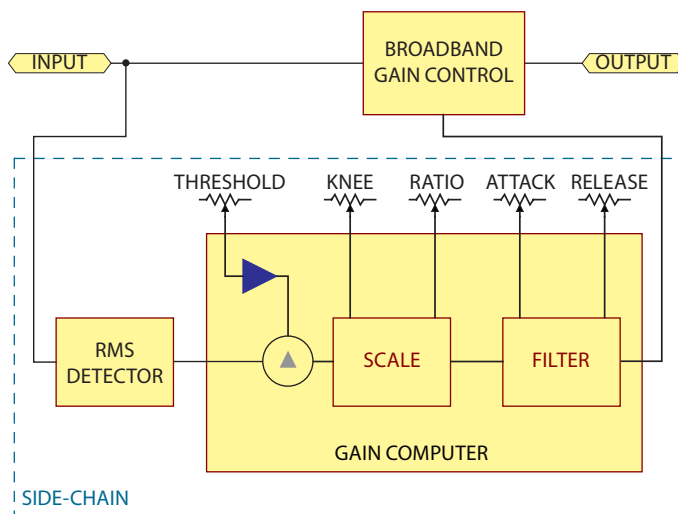 BROADBAND
GAIN CONTROL
INPUT
OUTPUT
THRESHOLD
KNEE
RATIO
ATTACK
RELEASE
RMS
DETECTOR
SCALE
FILTER
GAIN COMPUTER
SIDE-CHAIN